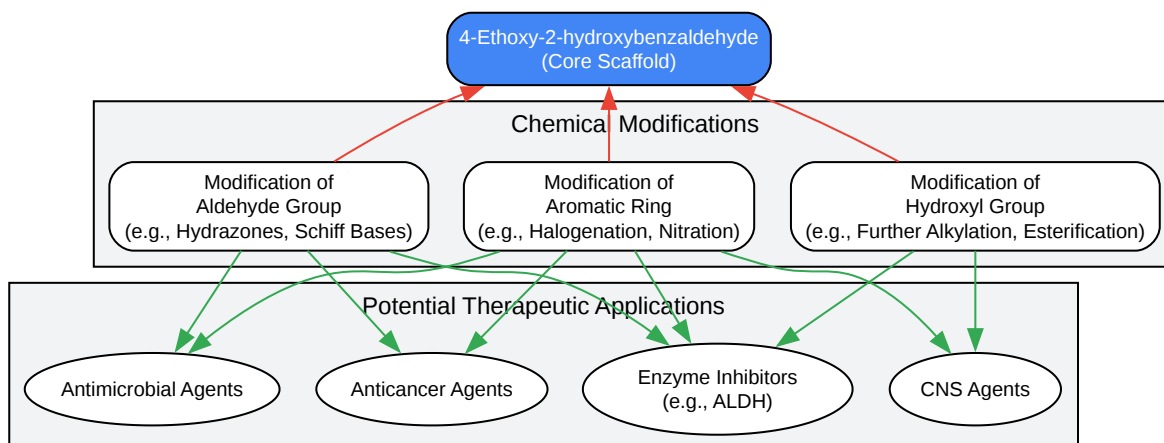 4-Ethoxy-2-hydroxybenzaldehyde
(Core Scaffold)
Chemical Modifications
Modification of
Aldehyde Group
(e.g., Hydrazones, Schiff Bases)
Modification of
Aromatic Ring
(e.g., Halogenation, Nitration)
Modification of
Hydroxyl Group
(e.g., Further Alkylation, Esterification)
Potential Therapeutic Applications
Antimicrobial Agents
Anticancer Agents
Enzyme Inhibitors
(e.g., ALDH)
CNS Agents